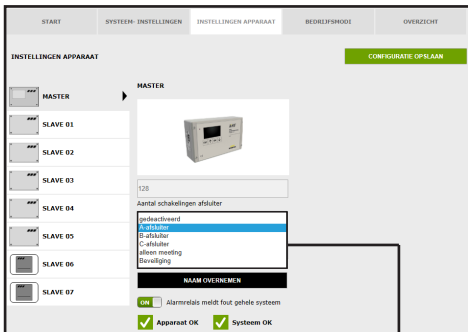 START
SYSTEEM- INSTELLINGEN
INSTELLINGEN APPARAAT
BEDRIJFSMODI
OVERZICHT
INSTELLINGEN APPARAAT
CONFIGURATIE OPSLAAN
MASTER
SLAVE 01
SLAVE 02
SLAVE 03
SLAVE 04
SLAVE 05
SLAVE 06
SLAVE 07
MASTER
128
Aantal schakelingen afsluiter
gedeactiveerd
A-afsluiter
B-afsluiter
C-afsluiter
alleen meeting
Beveiliging
NAAM OVERNEMEN
ON
Alarmrelais meldt fout gehele systeem
Apparaat OK
Systeem OK